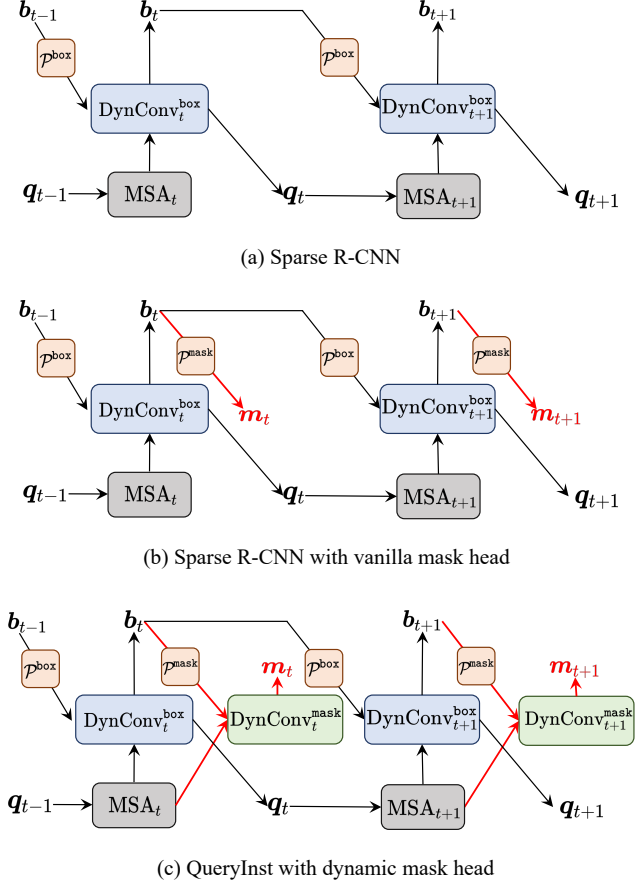 b_{t-1} b_t b_{t+1}
𝒫^box 𝒫^box
DynConv_t^box DynConv_{t+1}^box
q_{t-1} MSA_t q_t MSA_{t+1} q_{t+1}
(a) Sparse R-CNN
b_{t-1} b_t b_{t+1}
𝒫^box 𝒫^mask 𝒫^box 𝒫^mask
DynConv_t^box m_t DynConv_{t+1}^box m_{t+1}
q_{t-1} MSA_t q_t MSA_{t+1} q_{t+1}
(b) Sparse R-CNN with vanilla mask head
b_{t-1} b_t b_{t+1}
𝒫^box 𝒫^mask m_t 𝒫^box 𝒫^mask m_{t+1}
DynConv_t^box DynConv_t^mask DynConv_{t+1}^box DynConv_{t+1}^mask
q_{t-1} MSA_t q_t MSA_{t+1} q_{t+1}
(c) QueryInst with dynamic mask head